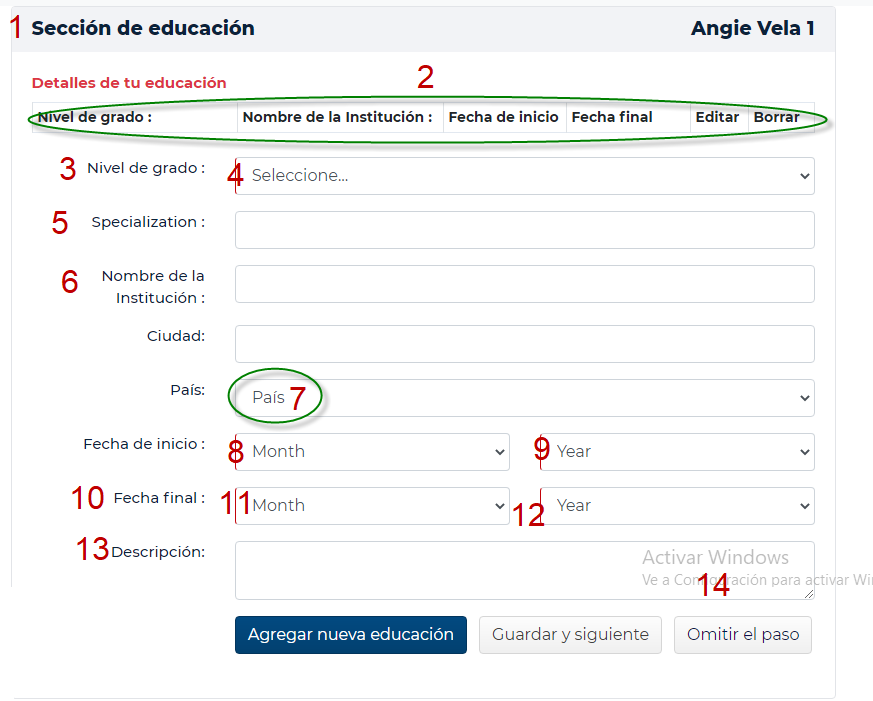 1 Sección de educación Angie Vela 1
Detalles de tu educación
2
Nivel de grado : Nombre de la Institución : Fecha de inicio Fecha final Editar Borrar
3 Nivel de grado : 4 Seleccione...
5 Specialization :
6 Nombre de la
Institución :
Ciudad:
País: País 7
Fecha de inicio : 8 Month 9 Year
10 Fecha final : 11 Month 12 Year
13 Descripción:
Activar Windows
Ve a Configuración para activar Wi
14
Agregar nueva educación Guardar y siguiente Omitir el paso